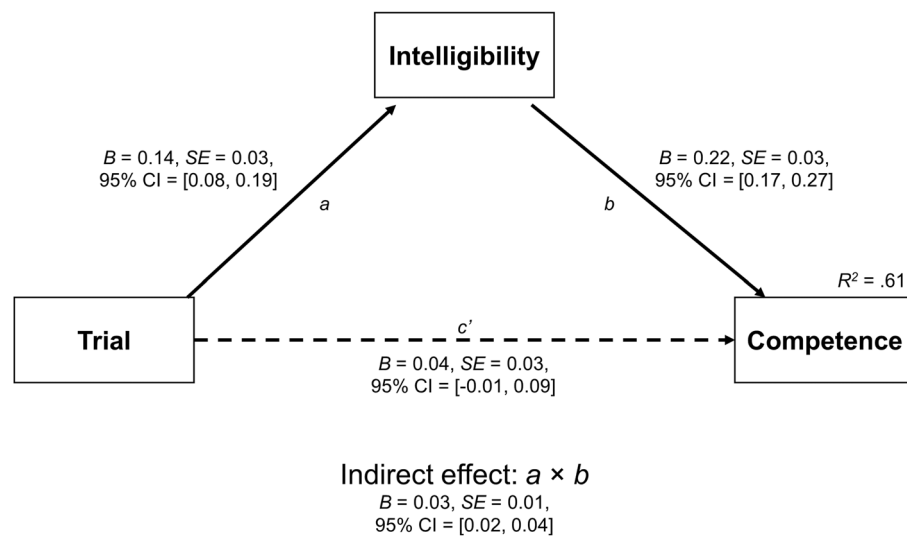 Intelligibility
B = 0.14, SE = 0.03,
95% CI = [0.08, 0.19]
B = 0.22, SE = 0.03,
95% CI = [0.17, 0.27]
a
b
R² = .61
Trial
c’
Competence
B = 0.04, SE = 0.03,
95% CI = [-0.01, 0.09]
Indirect effect: a × b
B = 0.03, SE = 0.01,
95% CI = [0.02, 0.04]